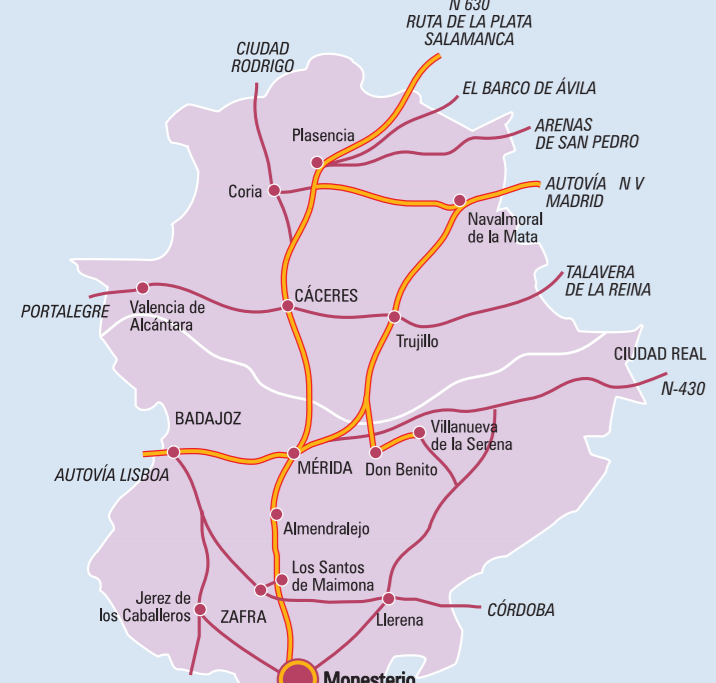 N 630
RUTA DE LA PLATA
SALAMANCA
CIUDAD
RODRIGO
EL BARCO DE ÁVILA
Plasencia
ARENAS
DE SAN PEDRO
Coria
AUTOVÍA N V
MADRID
Navalmoral
de la Mata
TALAVERA
DE LA REINA
CÁCERES
PORTALEGRE
Valencia de
Alcántara
Trujillo
CIUDAD REAL
N-430
BADAJOZ
Villanueva
de la Serena
AUTOVÍA LISBOA
MÉRIDA
Don Benito
Almendralejo
Los Santos
de Maimona
Jerez de
los Caballeros
ZAFRA
Llerena
CÓRDOBA
Monesterio